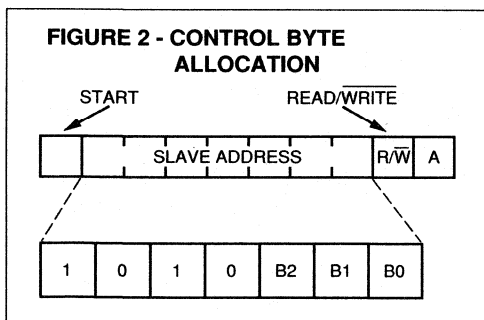 FIGURE 2 - CONTROL BYTE
ALLOCATION
START READ/WRITE
SLAVE ADDRESS R/W A
1 0 1 0 B2 B1 B0